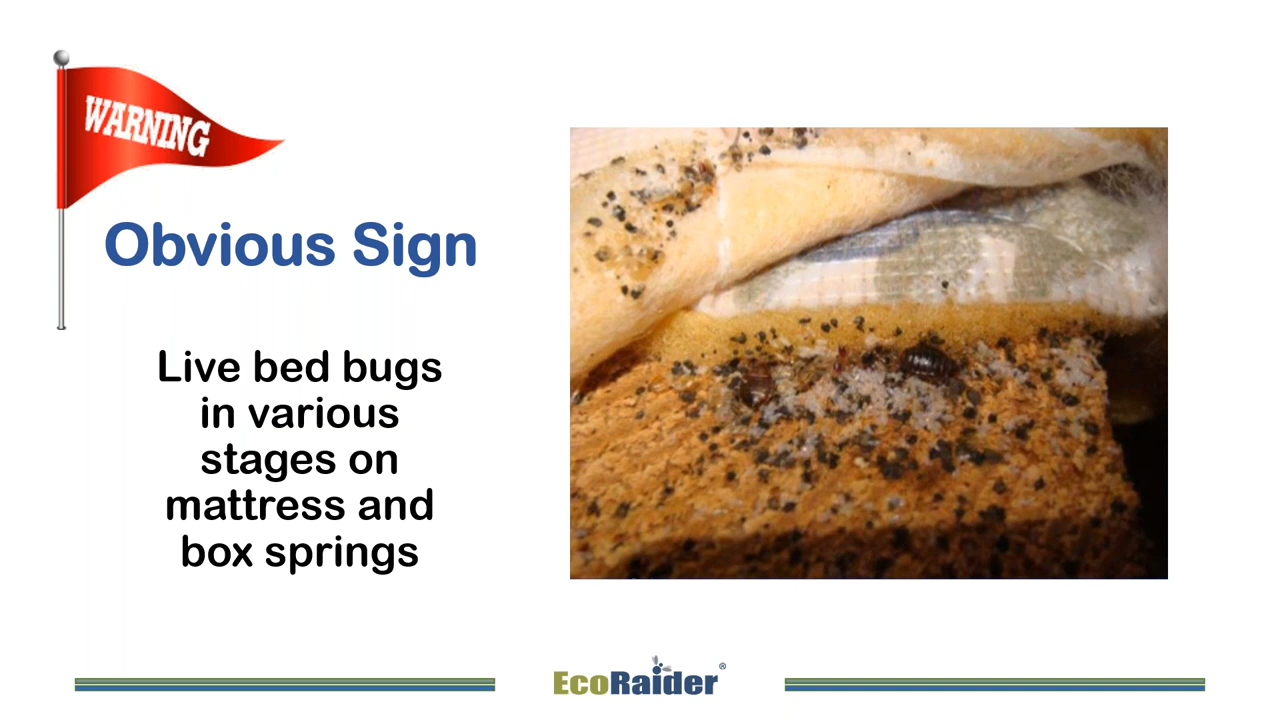 WARNING
Obvious Sign
Live bed bugs
in various
stages on
mattress and
box springs
EcoRaider®